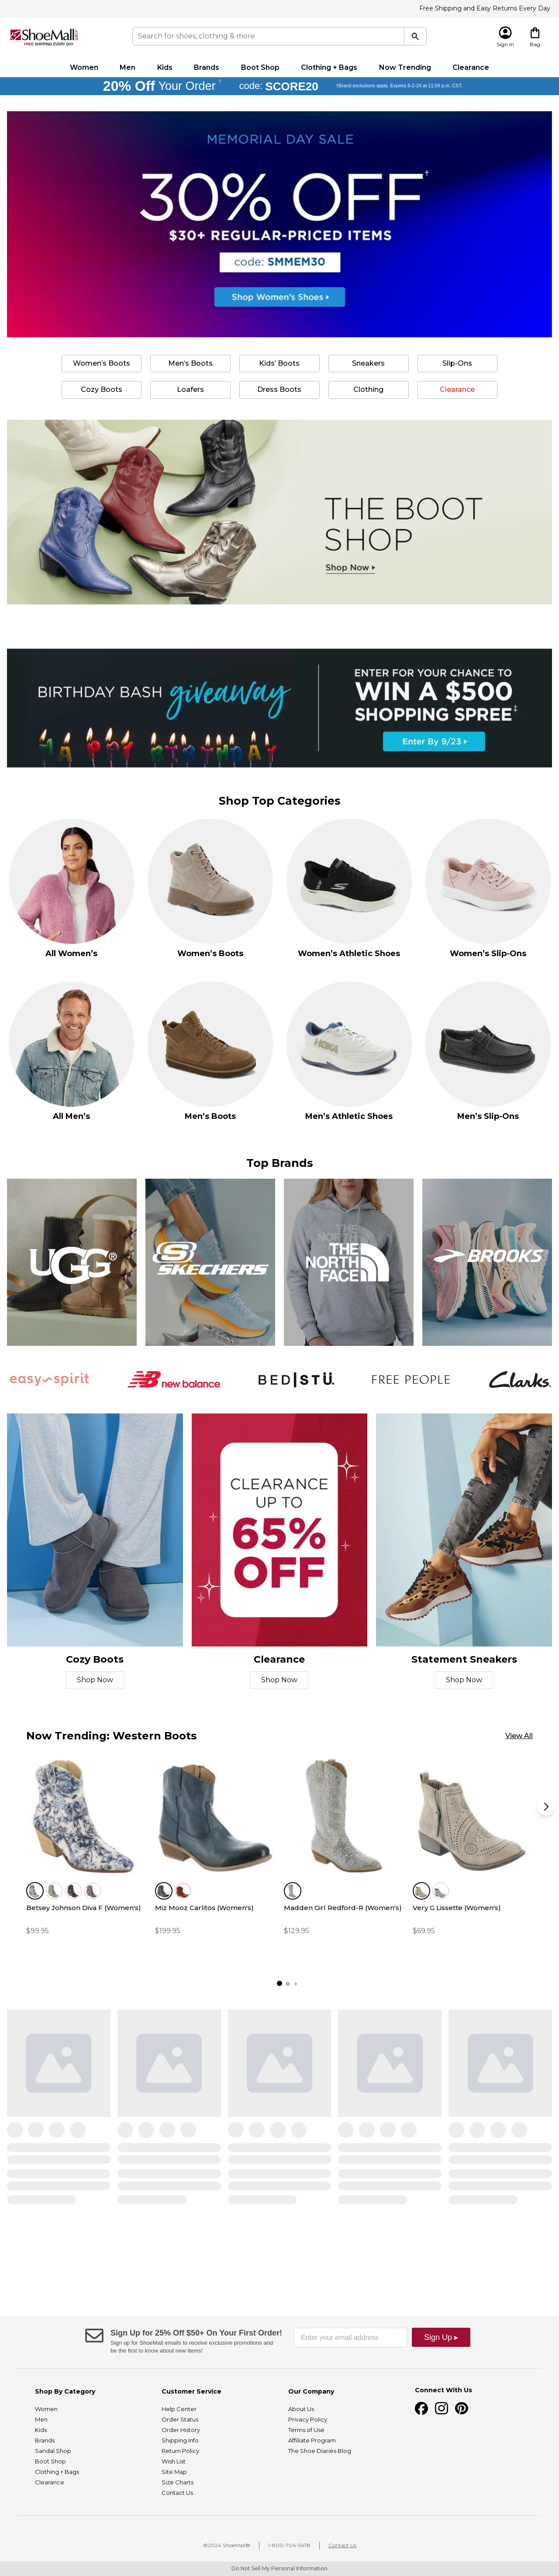 Free Shipping and Easy Returns Every Day
ShoeMall
FREE SHIPPING EVERY DAY
Search for shoes, clothing & more
Sign In
Bag
Women Men Kids Brands Boot Shop Clothing + Bags Now Trending Clearance
20% Off Your Order † code: SCORE20 †Brand exclusions apply. Expires 9-2-24 at 11:59 p.m. CST.
MEMORIAL DAY SALE
30% OFF†
$30+ REGULAR-PRICED ITEMS
code: SMMEM30
Shop Women's Shoes ▸
Women's Boots Men's Boots Kids' Boots Sneakers Slip-Ons
Cozy Boots Loafers Dress Boots Clothing Clearance
THE BOOT
SHOP
Shop Now ▸
BIRTHDAY BASH giveaway
HAPPY BIRTHDAY
ENTER FOR YOUR CHANCE TO
WIN A $500
SHOPPING SPREE‡
Enter By 9/23 ▸
Shop Top Categories
All Women's Women's Boots Women's Athletic Shoes Women's Slip-Ons
HOKA
All Men's Men's Boots Men's Athletic Shoes Men's Slip-Ons
Top Brands
UGG®
SKECHERS
THE NORTH FACE
BROOKS
easy spirit
new balance
BED|STÜ.
FREE PEOPLE
Clarks.
CLEARANCE
UP TO
65%
OFF
Cozy Boots Clearance Statement Sneakers
Shop Now Shop Now Shop Now
Now Trending: Western Boots
View All
Betsey Johnson Diva F (Women's) Miz Mooz Carlitos (Women's) Madden Girl Redford-R (Women's) Very G Lissette (Women's)
$99.95 $199.95 $129.95 $69.95
Sign Up for 25% Off $50+ On Your First Order!
Sign up for ShoeMall emails to receive exclusive promotions and
be the first to know about new items!
Enter your email address
Sign Up ▸
Shop By Category
Women
Men
Kids
Brands
Sandal Shop
Boot Shop
Clothing + Bags
Clearance
Customer Service
Help Center
Order Status
Order History
Shipping Info
Return Policy
Wish List
Site Map
Size Charts
Contact Us
Our Company
About Us
Privacy Policy
Terms of Use
Affiliate Program
The Shoe Diaries Blog
Connect With Us
©2024 ShoeMall® | 1-800-704-5478 | Contact Us
Do Not Sell My Personal Information